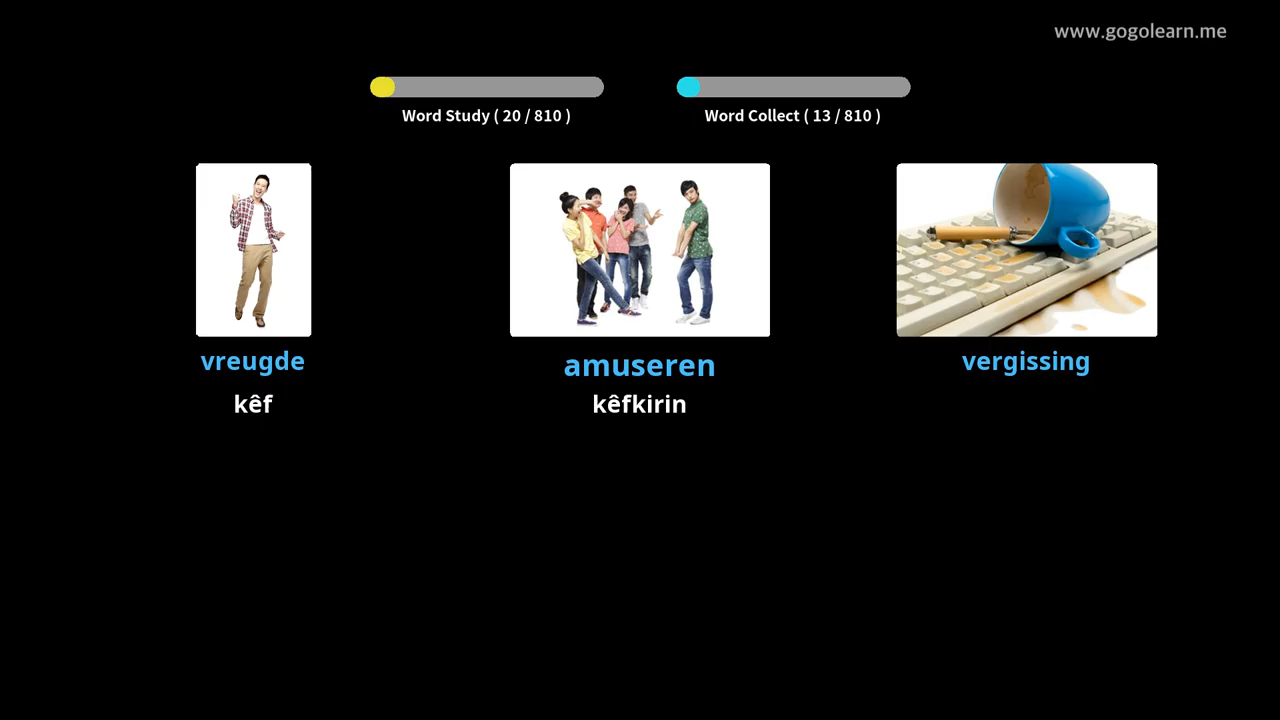 www.gogolearn.me
Word Study ( 20 / 810 )
Word Collect ( 13 / 810 )
vreugde
amuseren
vergissing
kêf
kêfkirin